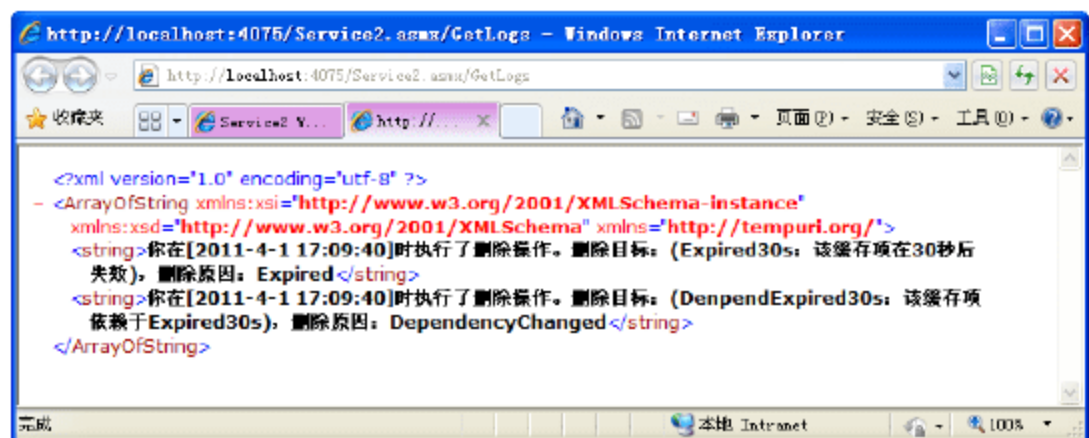 http://localhost:4075/Service2.asmx/GetLogs - Windows Internet Explorer
http://localhost:4075/Service2.asmx/GetLogs
收藏夹 Service2 W... http://... 页面(P) 安全(S) 工具(O)
<?xml version="1.0" encoding="utf-8" ?>
- <ArrayOfString xmlns:xsi="http://www.w3.org/2001/XMLSchema-instance"
xmlns:xsd="http://www.w3.org/2001/XMLSchema" xmlns="http://tempuri.org/">
<string>你在[2011-4-1 17:09:40]时执行了删除操作。删除目标：(Expired30s：该缓存项在30秒后
失效)，删除原因：Expired</string>
<string>你在[2011-4-1 17:09:40]时执行了删除操作。删除目标：(DenpendExpired30s：该缓存项
依赖于Expired30s)，删除原因：DependencyChanged</string>
</ArrayOfString>
完成 本地 Intranet 100%